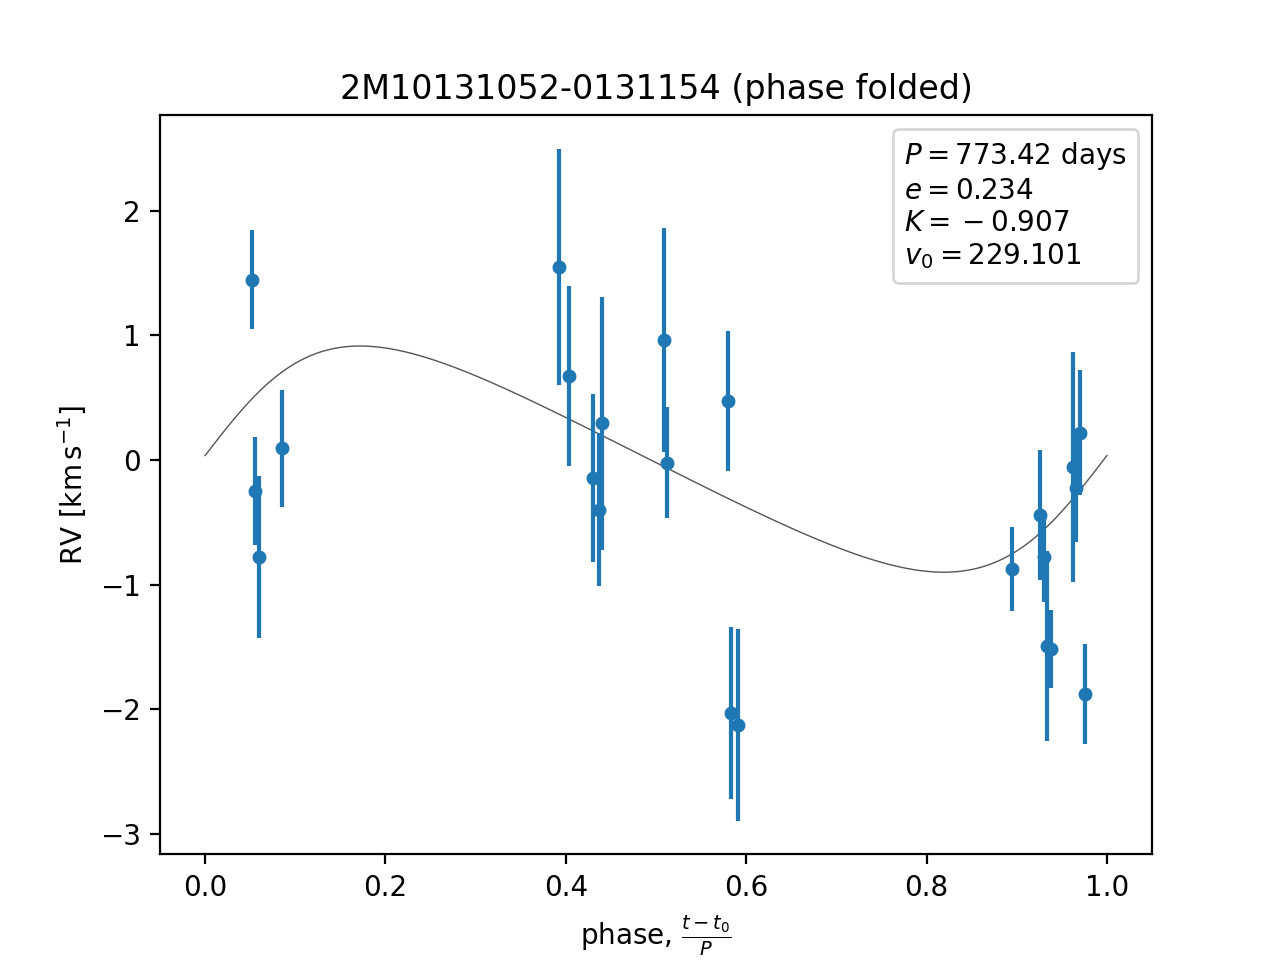 2M10131052-0131154 (phase folded)
P = 773.42 days
e = 0.234
K = −0.907
v₀ = 229.101
2
1
0
−1
−2
−3
RV [km s⁻¹]
0.0 0.2 0.4 0.6 0.8 1.0
phase, (t − t₀)/P